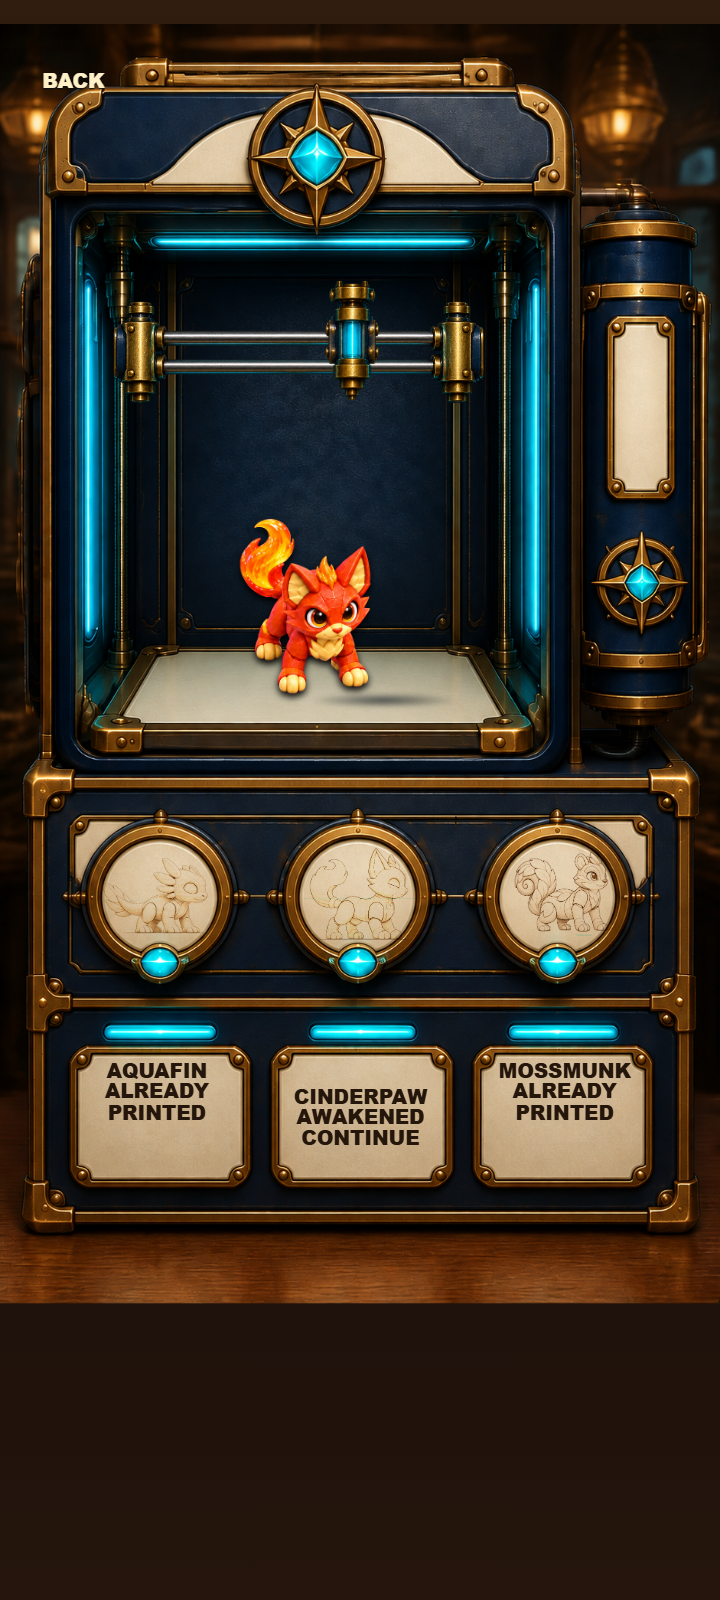 BACK
AQUAFIN
ALREADY
PRINTED
CINDERPAW
AWAKENED
CONTINUE
MOSSMUNK
ALREADY
PRINTED